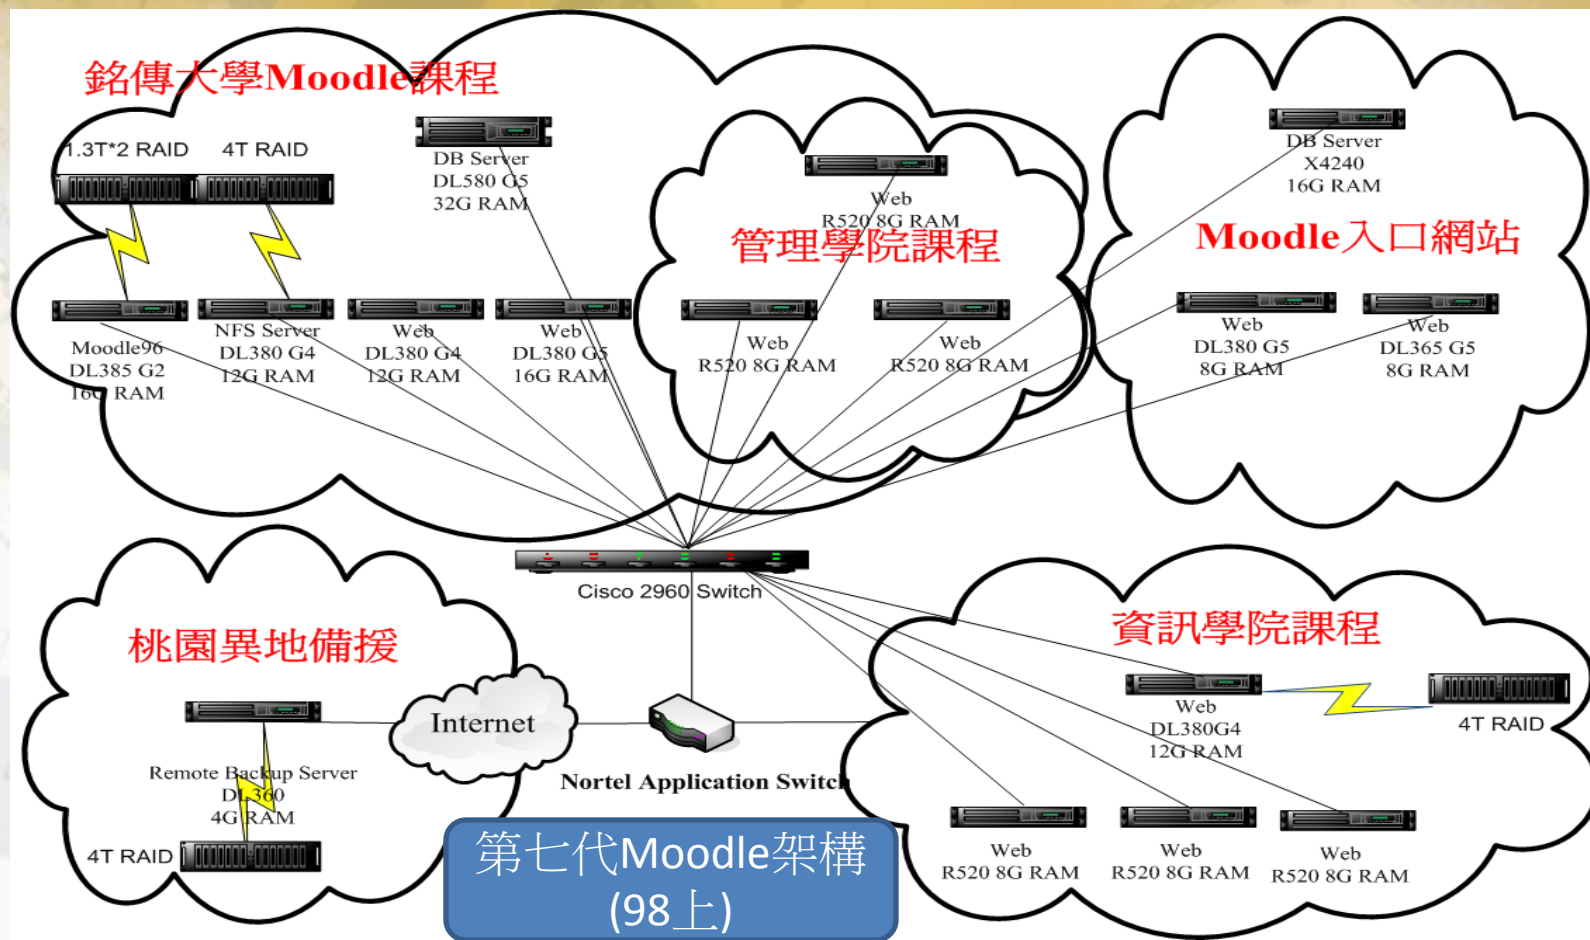 銘傳大學Moodle課程
1.3T*2 RAID
4T RAID
DB Server
DL580 G5
32G RAM
Moodle96
DL385 G2
16G RAM
NFS Server
DL380 G4
12G RAM
Web
DL380 G4
12G RAM
Web
DL380 G5
16G RAM
Web
R520 8G RAM
管理學院課程
Web
R520 8G RAM
Web
R520 8G RAM
DB Server
X4240
16G RAM
Moodle入口網站
Web
DL380 G5
8G RAM
Web
DL365 G5
8G RAM
Cisco 2960 Switch
桃園異地備援
Remote Backup Server
DL360
4G RAM
4T RAID
Internet
Nortel Application Switch
資訊學院課程
Web
DL380G4
12G RAM
4T RAID
Web
R520 8G RAM
Web
R520 8G RAM
Web
R520 8G RAM
第七代Moodle架構
(98上)